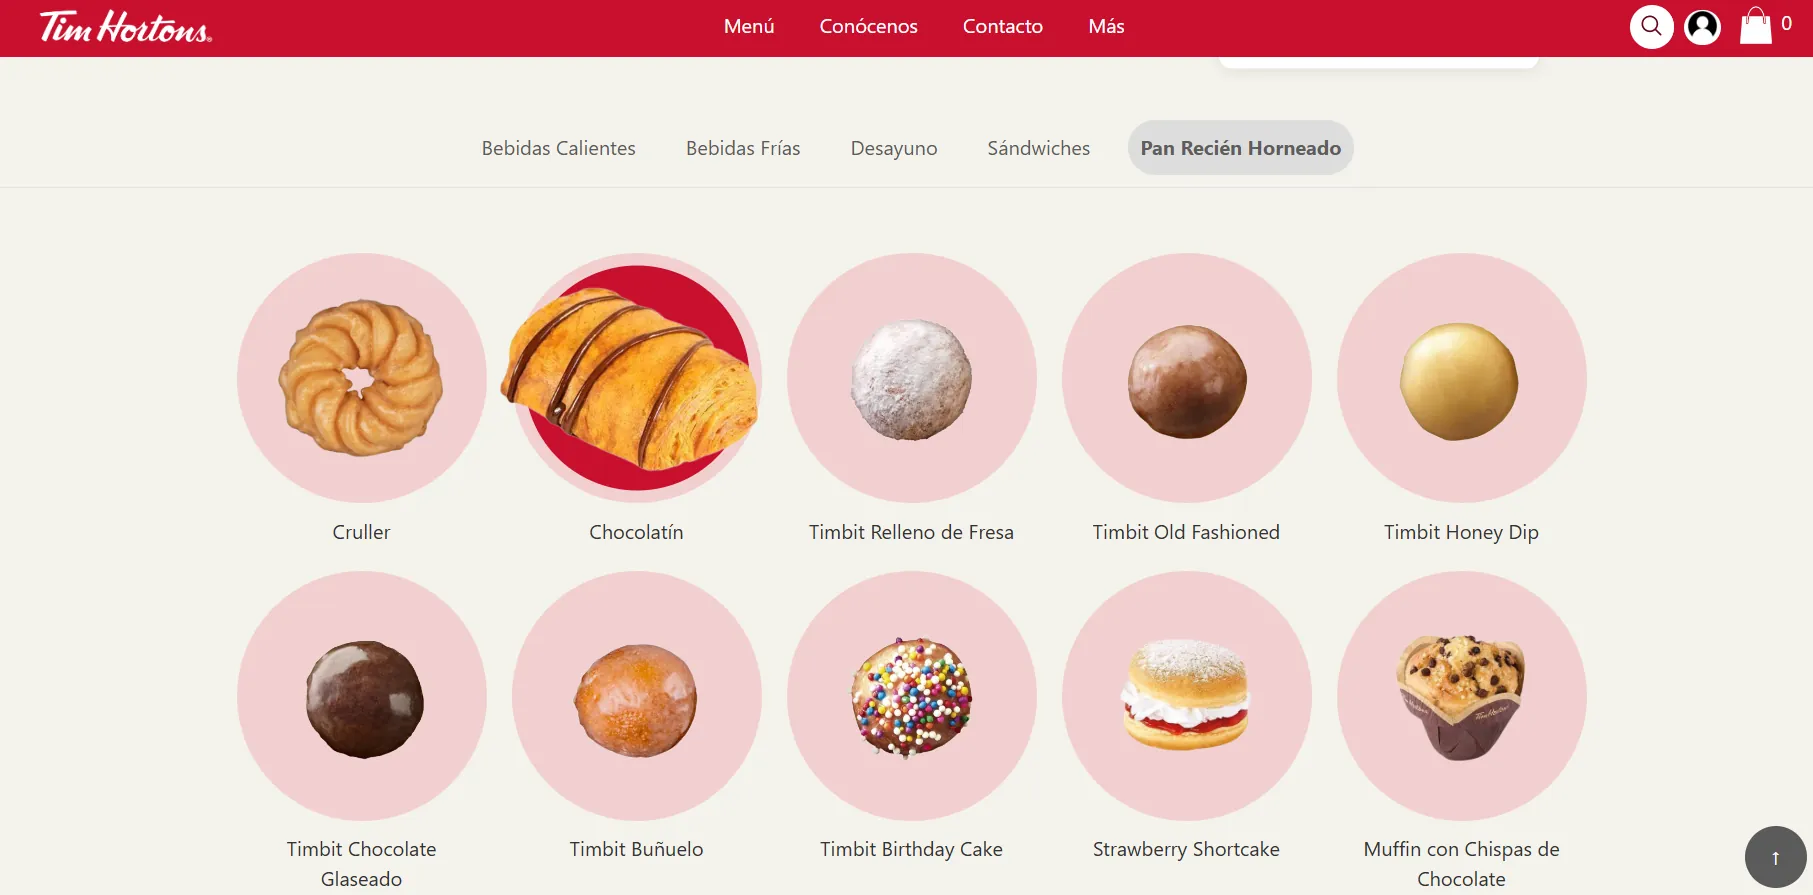 Tim Hortons®
Menú
Conócenos
Contacto
Más
0
Bebidas Calientes
Bebidas Frías
Desayuno
Sándwiches
Pan Recién Horneado
Cruller
Chocolatín
Timbit Relleno de Fresa
Timbit Old Fashioned
Timbit Honey Dip
Tim Hortons
Timbit Chocolate
Glaseado
Timbit Buñuelo
Timbit Birthday Cake
Strawberry Shortcake
Muffin con Chispas de
Chocolate
↑